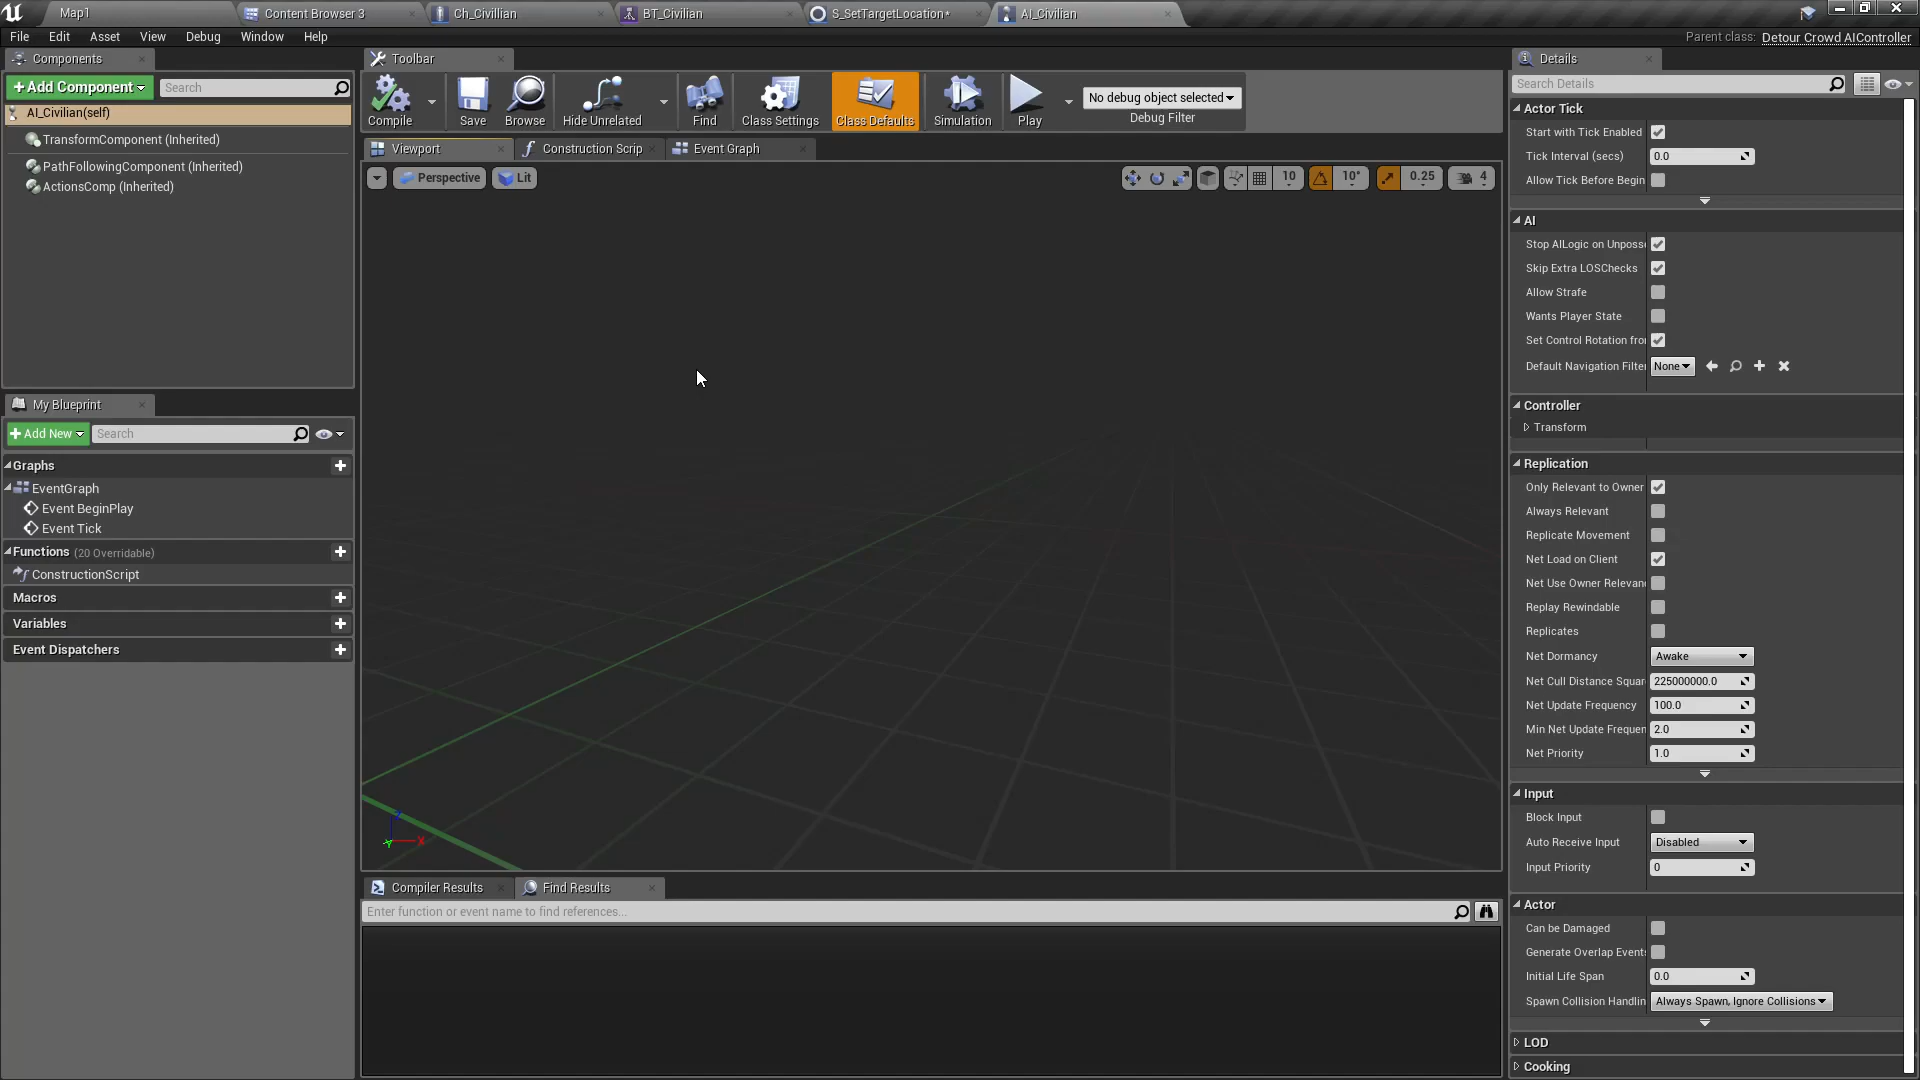 Map1
Content Browser 3
Ch_Civillian
BT_Civilian
S_SetTargetLocation*
AI_Civilian
File Edit Asset View Debug Window Help
Parent class: Detour Crowd AIController
Components
+Add Component
Search
AI_Civilian(self)
TransformComponent (Inherited)
PathFollowingComponent (Inherited)
ActionsComp (Inherited)
My Blueprint
+Add New
Search
Graphs
EventGraph
Event BeginPlay
Event Tick
Functions (20 Overridable)
ConstructionScript
Macros
Variables
Event Dispatchers
Toolbar
Compile
Save
Browse
Hide Unrelated
Find
Class Settings
Class Defaults
Simulation
Play
No debug object selected
Debug Filter
Viewport
Construction Scrip
Event Graph
Perspective
Lit
10
10°
0.25
4
X
Compiler Results
Find Results
Enter function or event name to find references...
Details
Search Details
Actor Tick
Start with Tick Enabled
Tick Interval (secs) 0.0
Allow Tick Before Begin
AI
Stop AILogic on Unposs
Skip Extra LOSChecks
Allow Strafe
Wants Player State
Set Control Rotation fro
Default Navigation Filte None
Controller
Transform
Replication
Only Relevant to Owner
Always Relevant
Replicate Movement
Net Load on Client
Net Use Owner Relevan
Replay Rewindable
Replicates
Net Dormancy Awake
Net Cull Distance Squar 225000000.0
Net Update Frequency 100.0
Min Net Update Frequen 2.0
Net Priority 1.0
Input
Block Input
Auto Receive Input Disabled
Input Priority 0
Actor
Can be Damaged
Generate Overlap Event
Initial Life Span 0.0
Spawn Collision Handlin Always Spawn, Ignore Collisions
LOD
Cooking